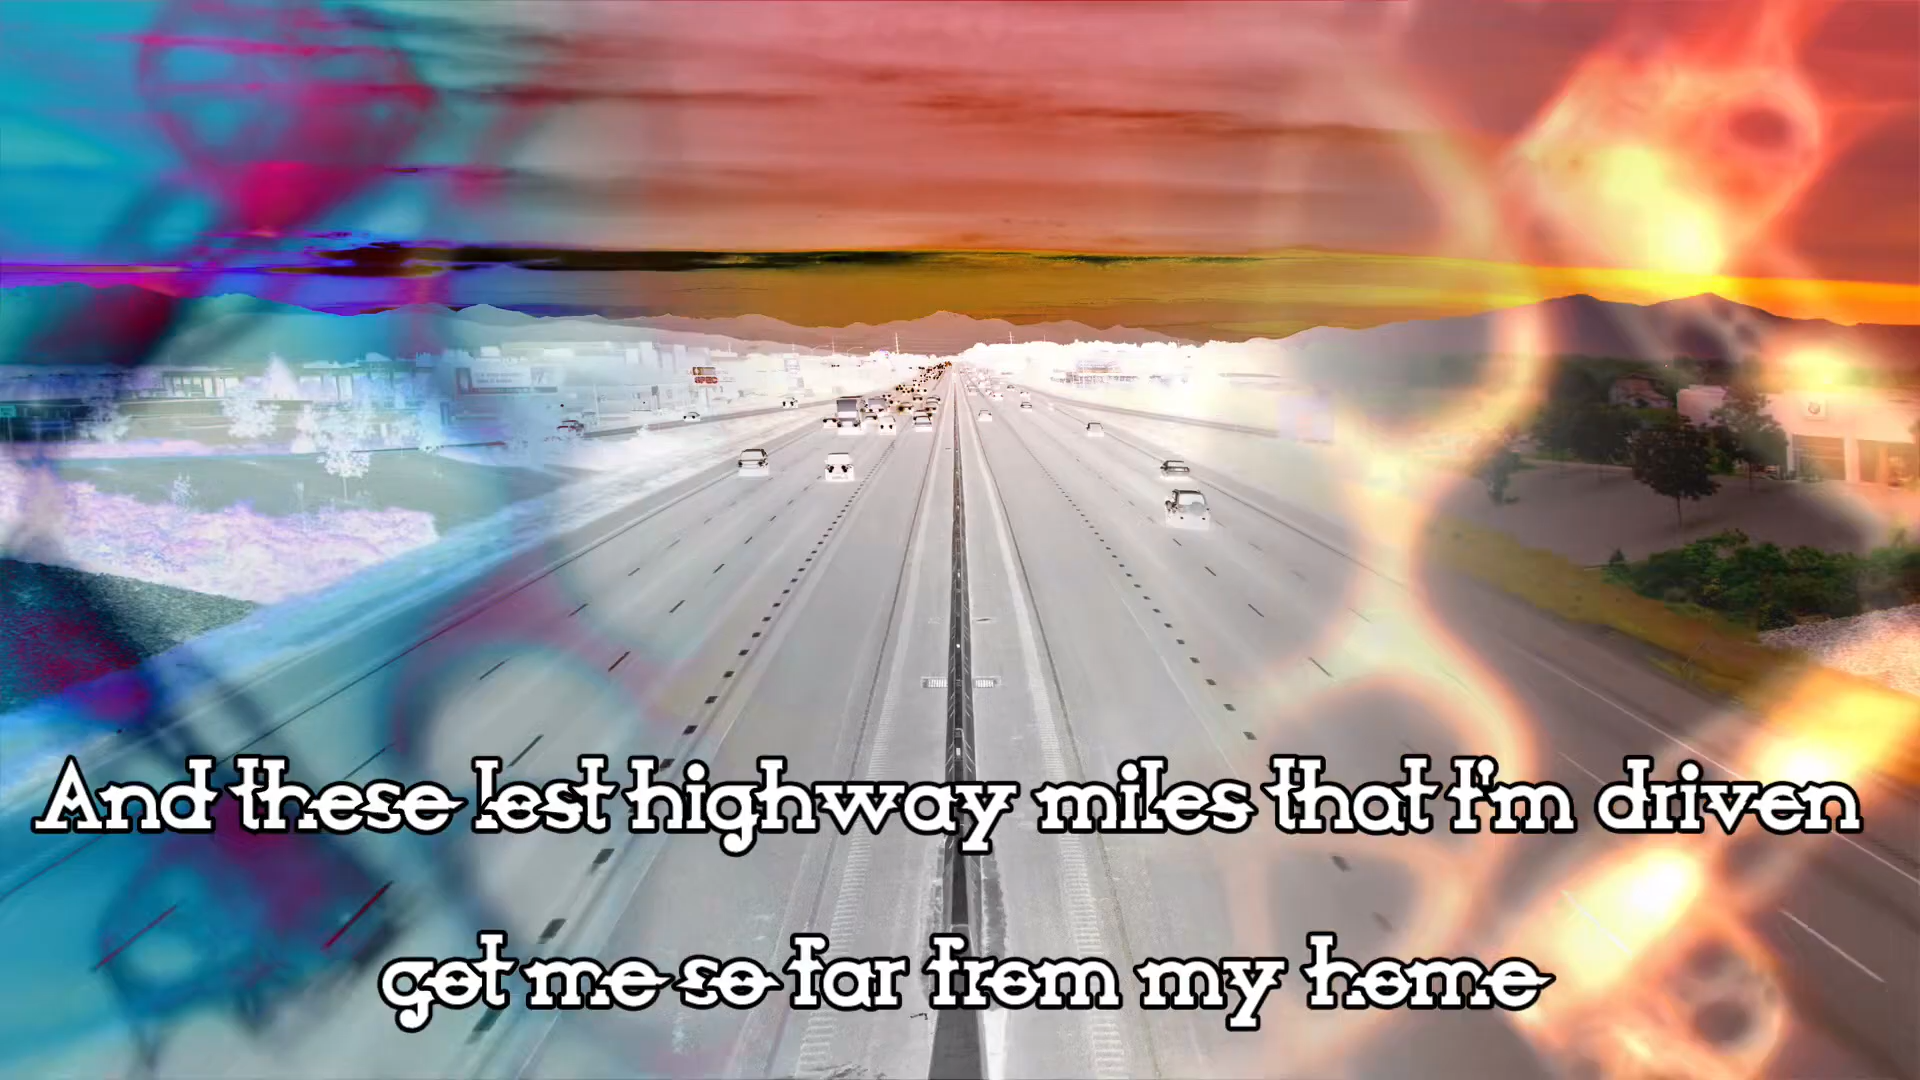 And these lost highway miles that I'm driven
got me so far from my home